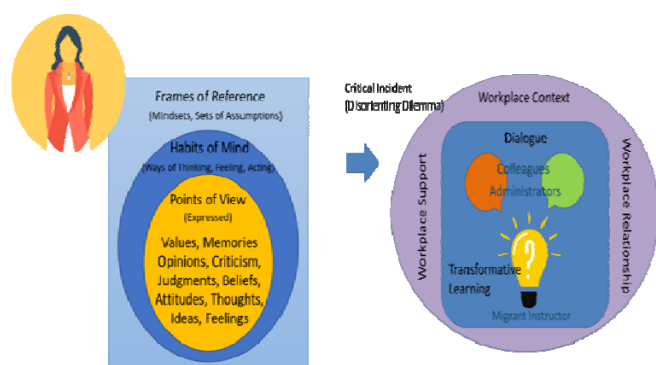 Frames of Reference
(Mindsets, Sets of Assumptions)
Habits of Mind
(Ways of Thinking, Feeling, Acting)
Points of View
(Expressed)
Values, Memories
Opinions, Criticism,
Judgments, Beliefs,
Attitudes, Thoughts,
Ideas, Feelings
Critical Incident
(Disorienting Dilemma)
Workplace Context
Workplace Support
Dialogue
Colleagues
Administrators
?
Transformative
Learning
Migrant Instructor
Workplace Relationship